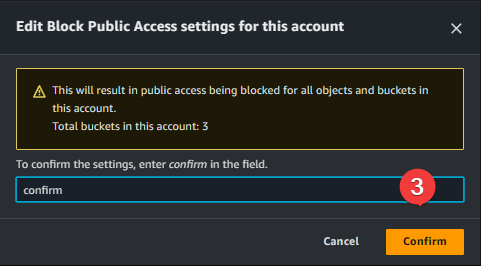 Edit Block Public Access settings for this account
This will result in public access being blocked for all objects and buckets in
this account.
Total buckets in this account: 3
To confirm the settings, enter confirm in the field.
confirm
3
Cancel
Confirm